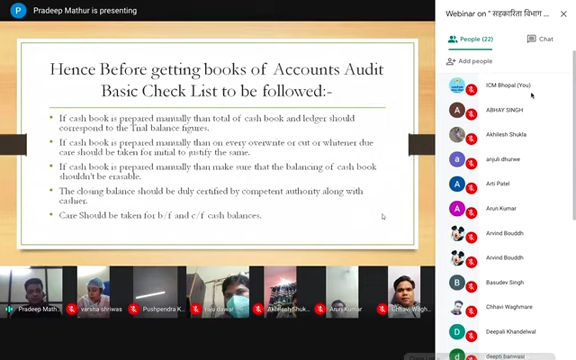 P Pradeep Mathur is presenting
Hence Before getting books of Accounts Audit
Basic Check List to be followed:-
If cash book is prepared manually than total of cash book and ledger should
correspond to the Trial balance figures.
If cash book is prepared manually than on every overwrite or cut or whitener due
care should be taken for initial to justify the same.
If cash book is prepared manually than make sure that the balancing of cash book
shouldn't be erasable.
The closing balance should be duly certified by competent authority along with
cashier.
Care Should be taken for b/f and c/f cash balances.
Pradeep Math...
varsha shriwas
Pushpendra K...
raju dawar
Akhilesh Shuk...
Arun Kumar
Chhavi Wagh...
Webinar on " सहकारिता विभाग ...
People (22)
Chat
Add people
ICM Bhopal (You)
A ABHAY SINGH
Akhilesh Shukla
a anjuli dhurwe
A Arti Patel
A Arun Kumar
Arvind Bouddh
Arvind Bouddh
B Basudev Singh
Chhavi Waghmare
D Deepali Khandelwal
d deepti banwasi